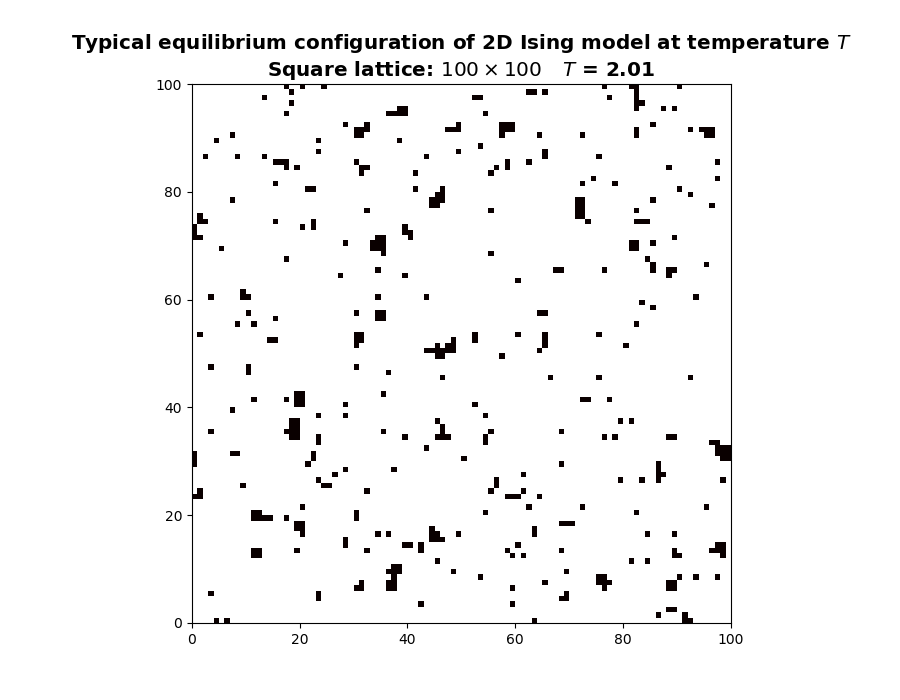 Typical equilibrium configuration of 2D Ising model at temperature T
Square lattice: 100 × 100 T = 2.01
100
80
60
40
20
0
0 20 40 60 80 100